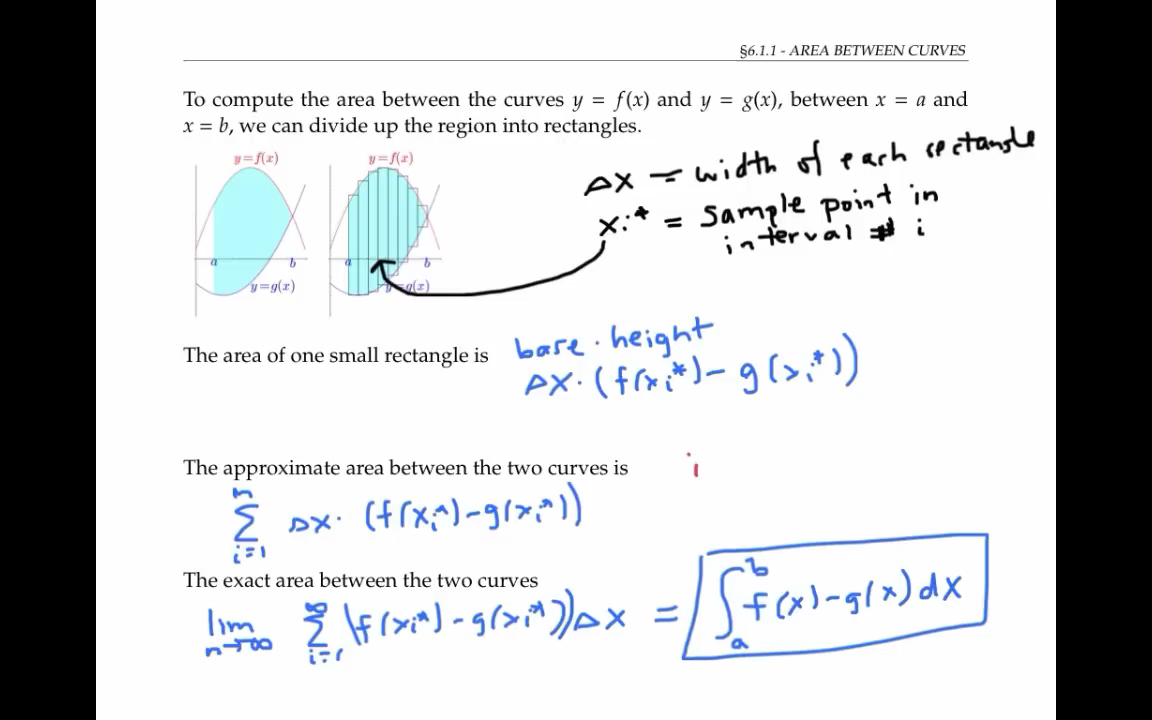 §6.1.1 - AREA BETWEEN CURVES
To compute the area between the curves y = f(x) and y = g(x), between x = a and
x = b, we can divide up the region into rectangles.
y=f(x)
a
b
y=g(x)
y=f(x)
a
b
y=g(x)
Δx = width of each rectangle
xi* = sample point in
interval # i
The area of one small rectangle is
base · height
Δx · (f(xi*) - g(xi*))
The approximate area between the two curves is
i
n
∑ Δx · (f(xi*) - g(xi*))
i=1
The exact area between the two curves
lim n→∞ ∞ ∑ i=1 (f(xi*) - g(xi*)) Δx = ∫ b a f(x) - g(x) dx